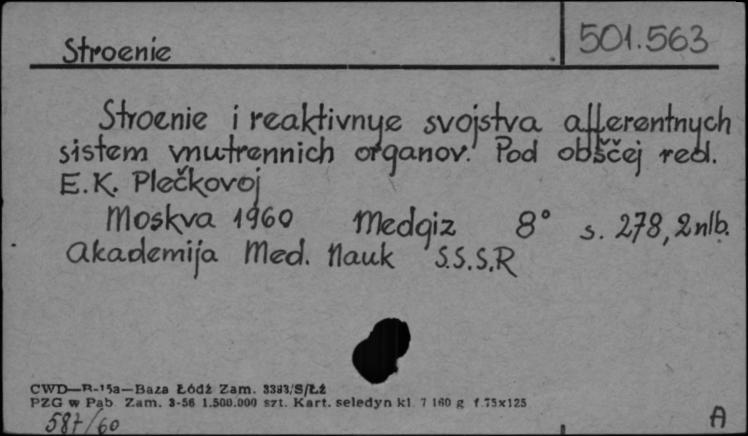 Stroenie
501.563
Stroenie i reaktivnye svojstva afferentnych
sistem vnutrennich organov. Pod obščej red.
E.K. Plečkovoj
Moskva 1960 Medgiz 8° s. 278, 2 nlb.
Akademija Med. Nauk S.S.S.R
CWD—R-15a—Baza Łódź Zam. 3383/S/Łź
PZG w Pab. Zam. 3-56 1.500.000 szt. Kart. seledyn kl. 7 160 g f. 75x125
587/60
A